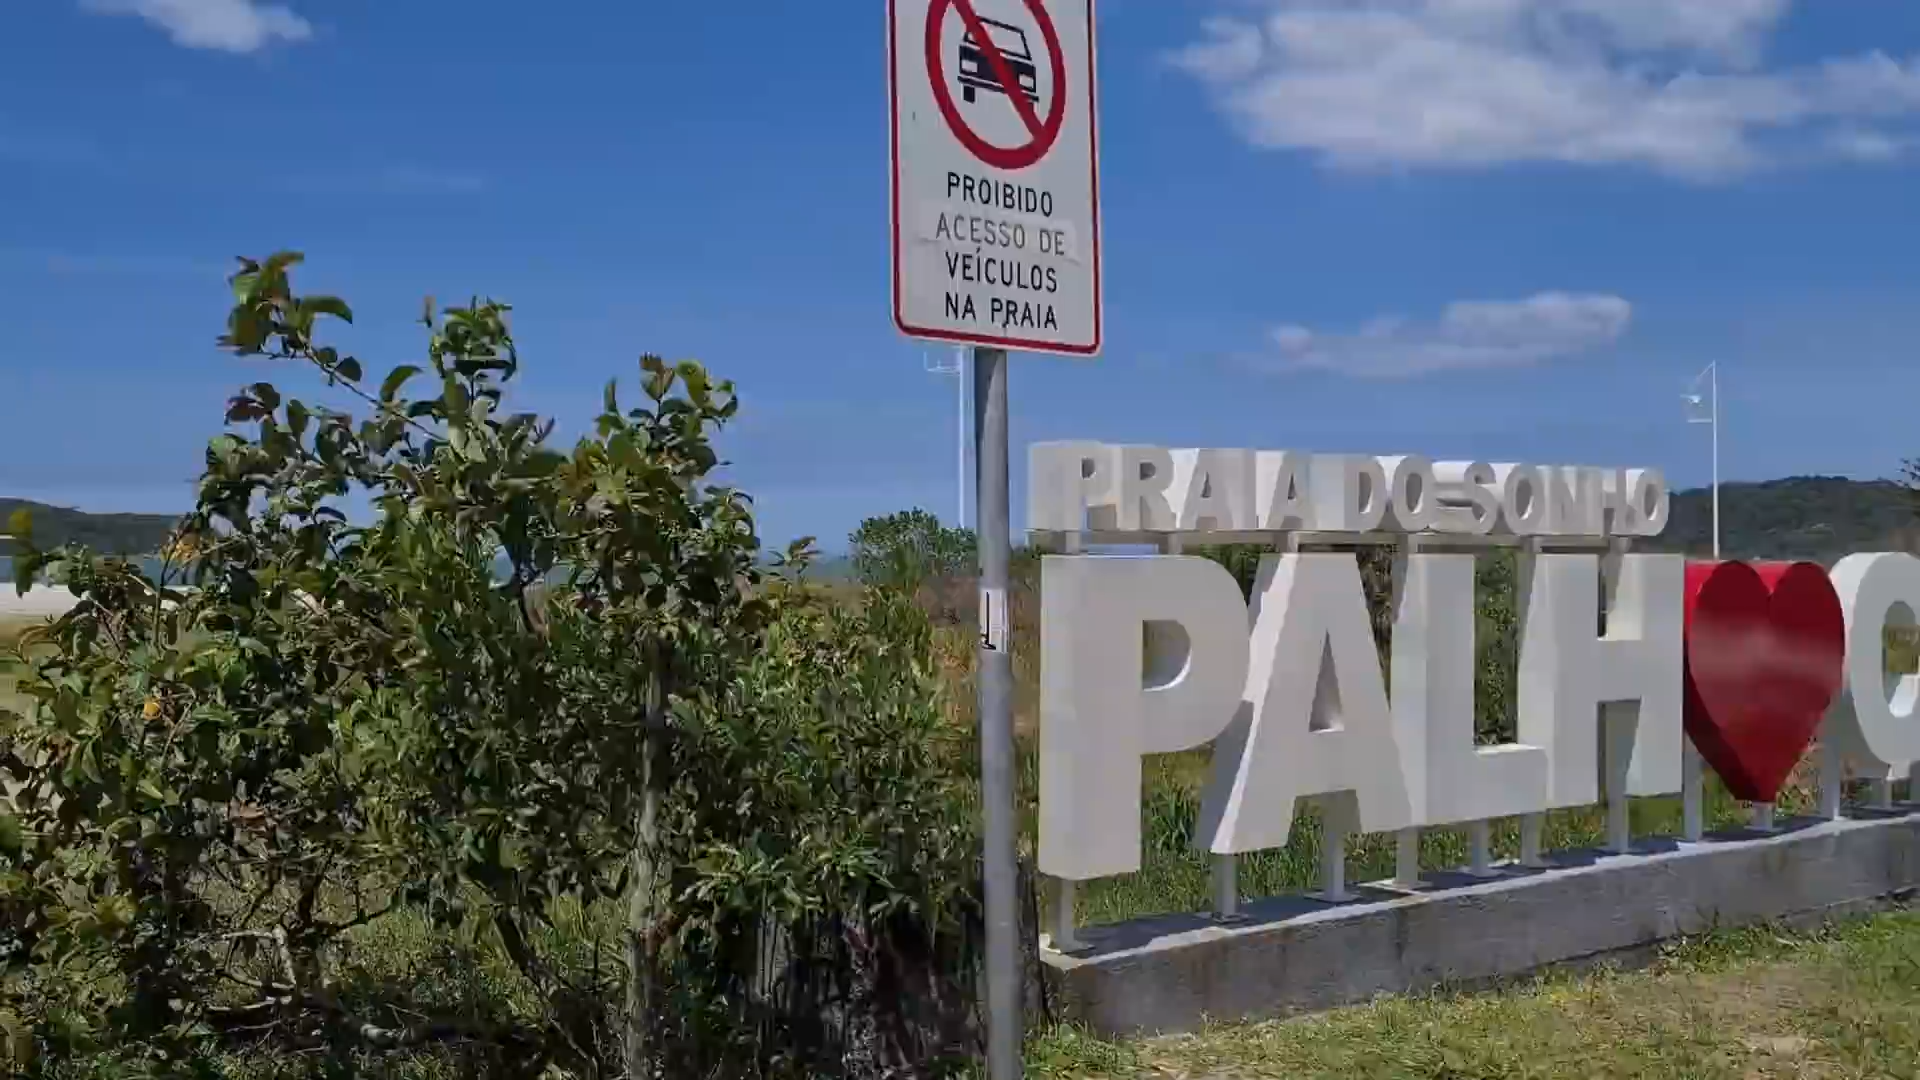 PROIBIDO
ACESSO DE
VEÍCULOS
NA PRAIA
PRAIA DO SONHO
PALH❤C